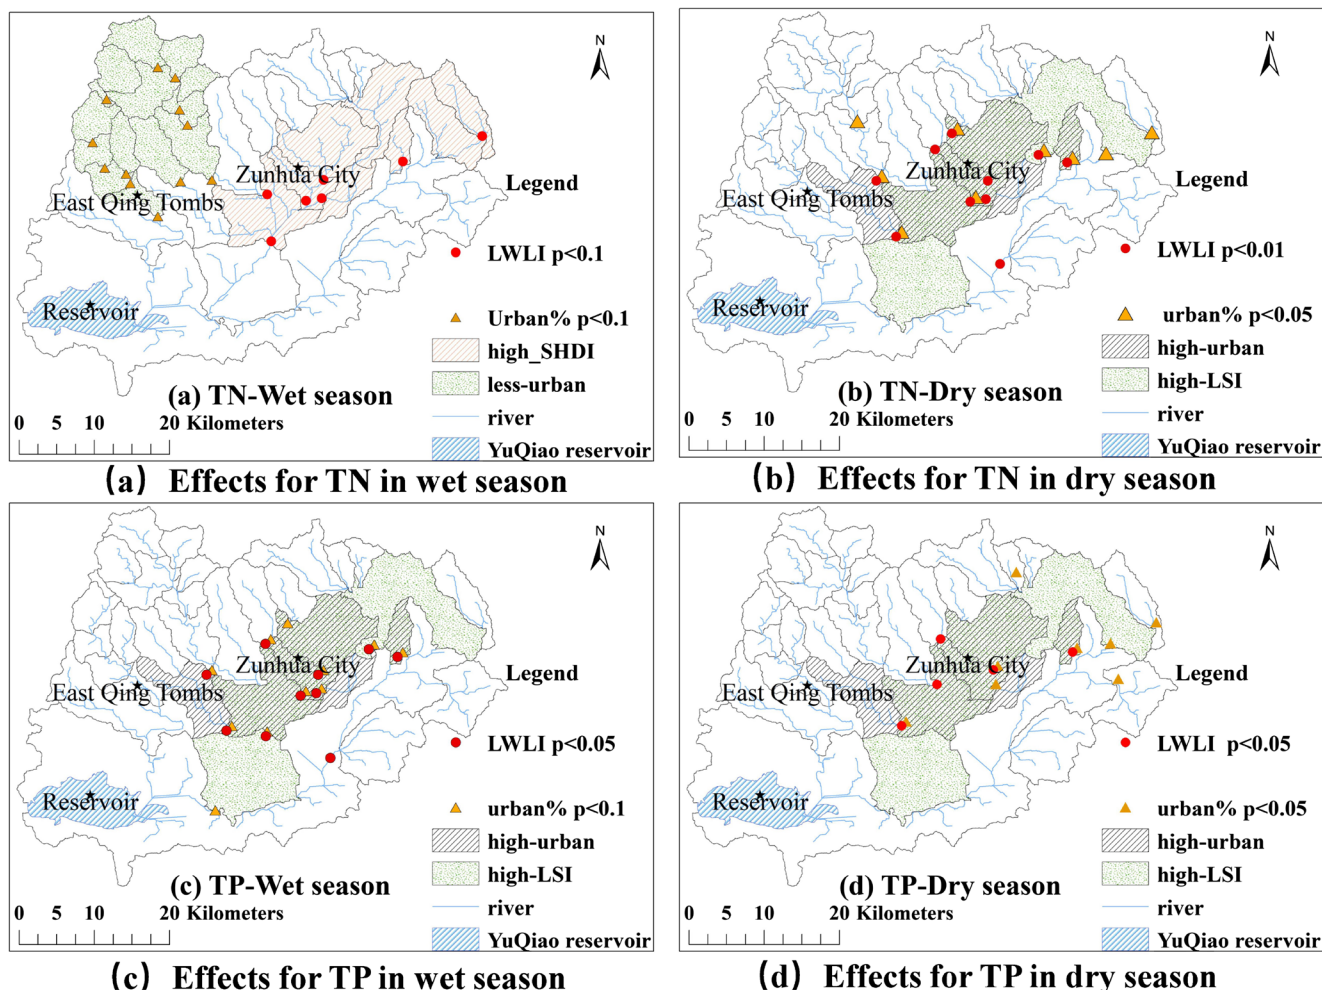 N
Zunhua City
East Qing Tombs
Reservoir
Legend
LWLI p<0.1
Urban% p<0.1
high_SHDI
less-urban
river
YuQiao reservoir
(a) TN-Wet season
0 5 10 20 Kilometers
(a) Effects for TN in wet season
N
Zunhua City
East Qing Tombs
Reservoir
Legend
LWLI p<0.01
urban% p<0.05
high-urban
high-LSI
river
YuQiao reservoir
(b) TN-Dry season
0 5 10 20 Kilometers
(b) Effects for TN in dry season
N
Zunhua City
East Qing Tombs
Reservoir
Legend
LWLI p<0.05
urban% p<0.1
high-urban
high-LSI
river
YuQiao reservoir
(c) TP-Wet season
0 5 10 20 Kilometers
(c) Effects for TP in wet season
N
Zunhua City
East Qing Tombs
Reservoir
Legend
LWLI p<0.05
urban% p<0.05
high-urban
high-LSI
river
YuQiao reservoir
(d) TP-Dry season
0 5 10 20 Kilometers
(d) Effects for TP in dry season